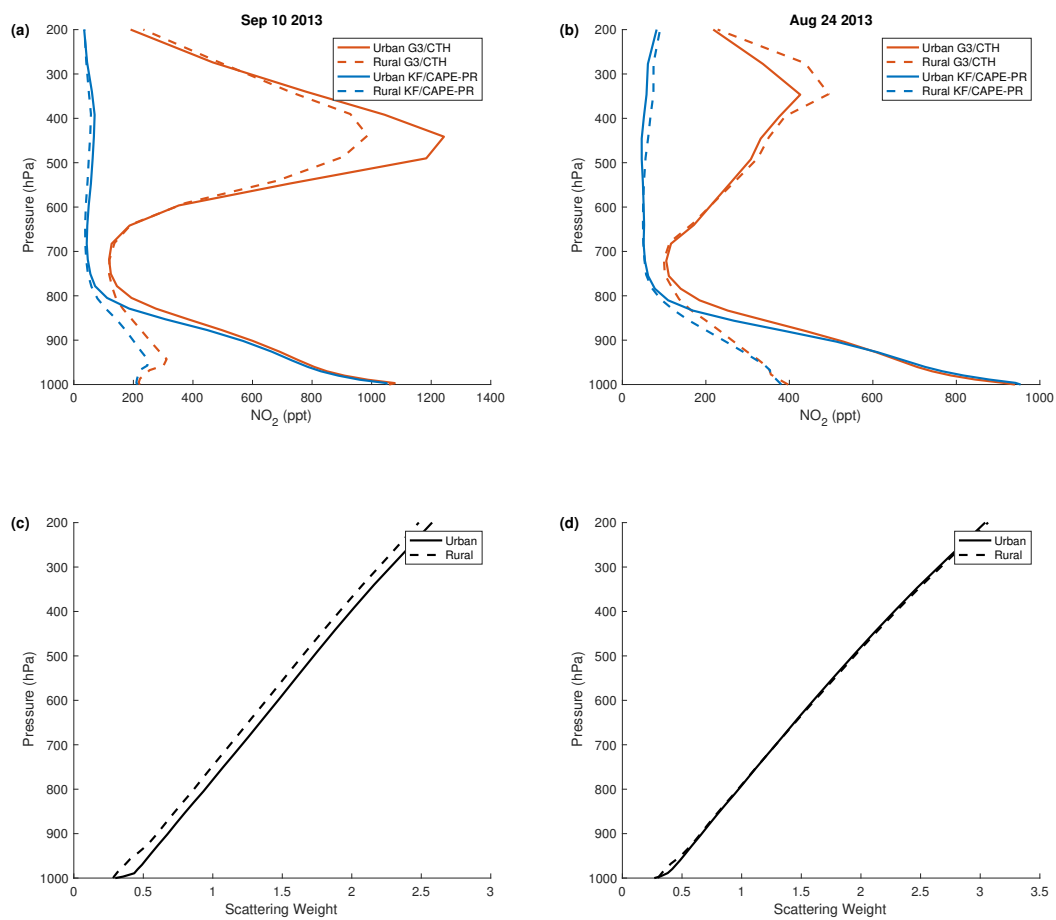 Sep 10 2013
(a)
200
300
400
500
600
700
800
900
1000
Pressure (hPa)
0
200
400
600
800
1000
1200
1400
NO2 (ppt)
Urban G3/CTH
Rural G3/CTH
Urban KF/CAPE-PR
Rural KF/CAPE-PR
Aug 24 2013
(b)
200
300
400
500
600
700
800
900
1000
Pressure (hPa)
0
200
400
600
800
1000
NO2 (ppt)
Urban G3/CTH
Rural G3/CTH
Urban KF/CAPE-PR
Rural KF/CAPE-PR
(c)
200
300
400
500
600
700
800
900
1000
Pressure (hPa)
0
0.5
1
1.5
2
2.5
3
Scattering Weight
Urban
Rural
(d)
200
300
400
500
600
700
800
900
1000
Pressure (hPa)
0
0.5
1
1.5
2
2.5
3
3.5
Scattering Weight
Urban
Rural